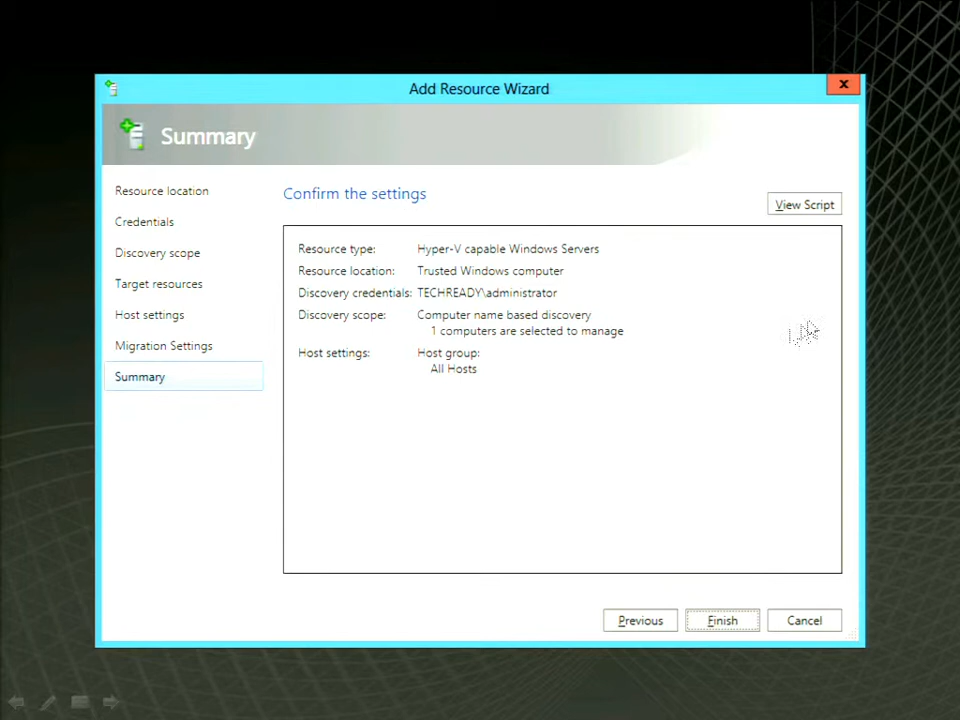 Add Resource Wizard
x
Summary
Resource location
Credentials
Discovery scope
Target resources
Host settings
Migration Settings
Summary
Confirm the settings
View Script
Resource type: Hyper-V capable Windows Servers
Resource location: Trusted Windows computer
Discovery credentials: TECHREADY\administrator
Discovery scope: Computer name based discovery
1 computers are selected to manage
Host settings: Host group:
All Hosts
Previous Finish Cancel